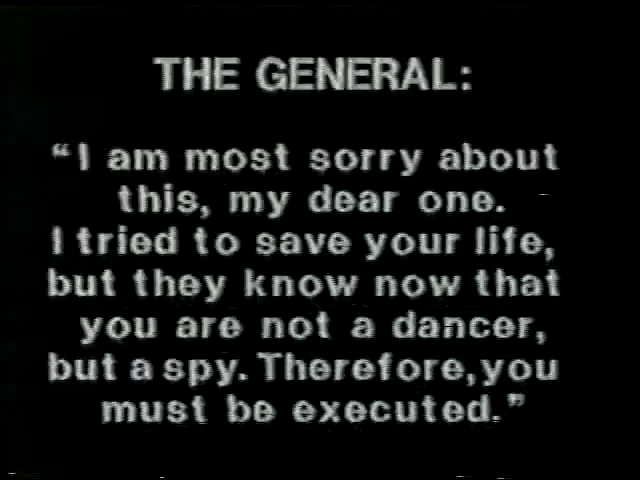 THE GENERAL:
“I am most sorry about
this, my dear one.
I tried to save your life,
but they know now that
you are not a dancer,
but a spy. Therefore, you
must be executed.”